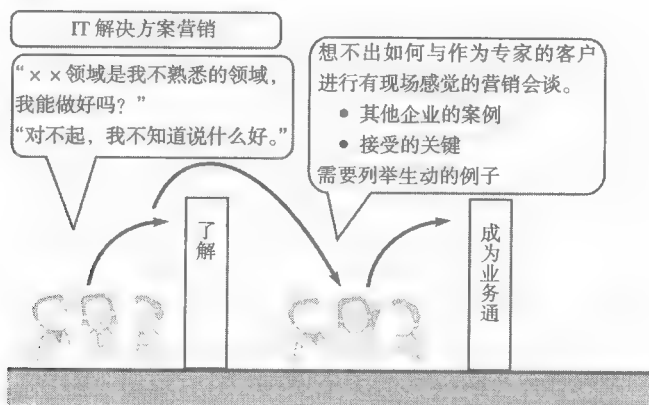 IT 解决方案营销
“××领域是我不熟悉的领域，
我能做好吗？”
“对不起，我不知道说什么好。”
想不出如何与作为专家的客户
进行有现场感觉的营销会谈。
● 其他企业的案例
● 接受的关键
需要列举生动的例子
了解
成为业务通